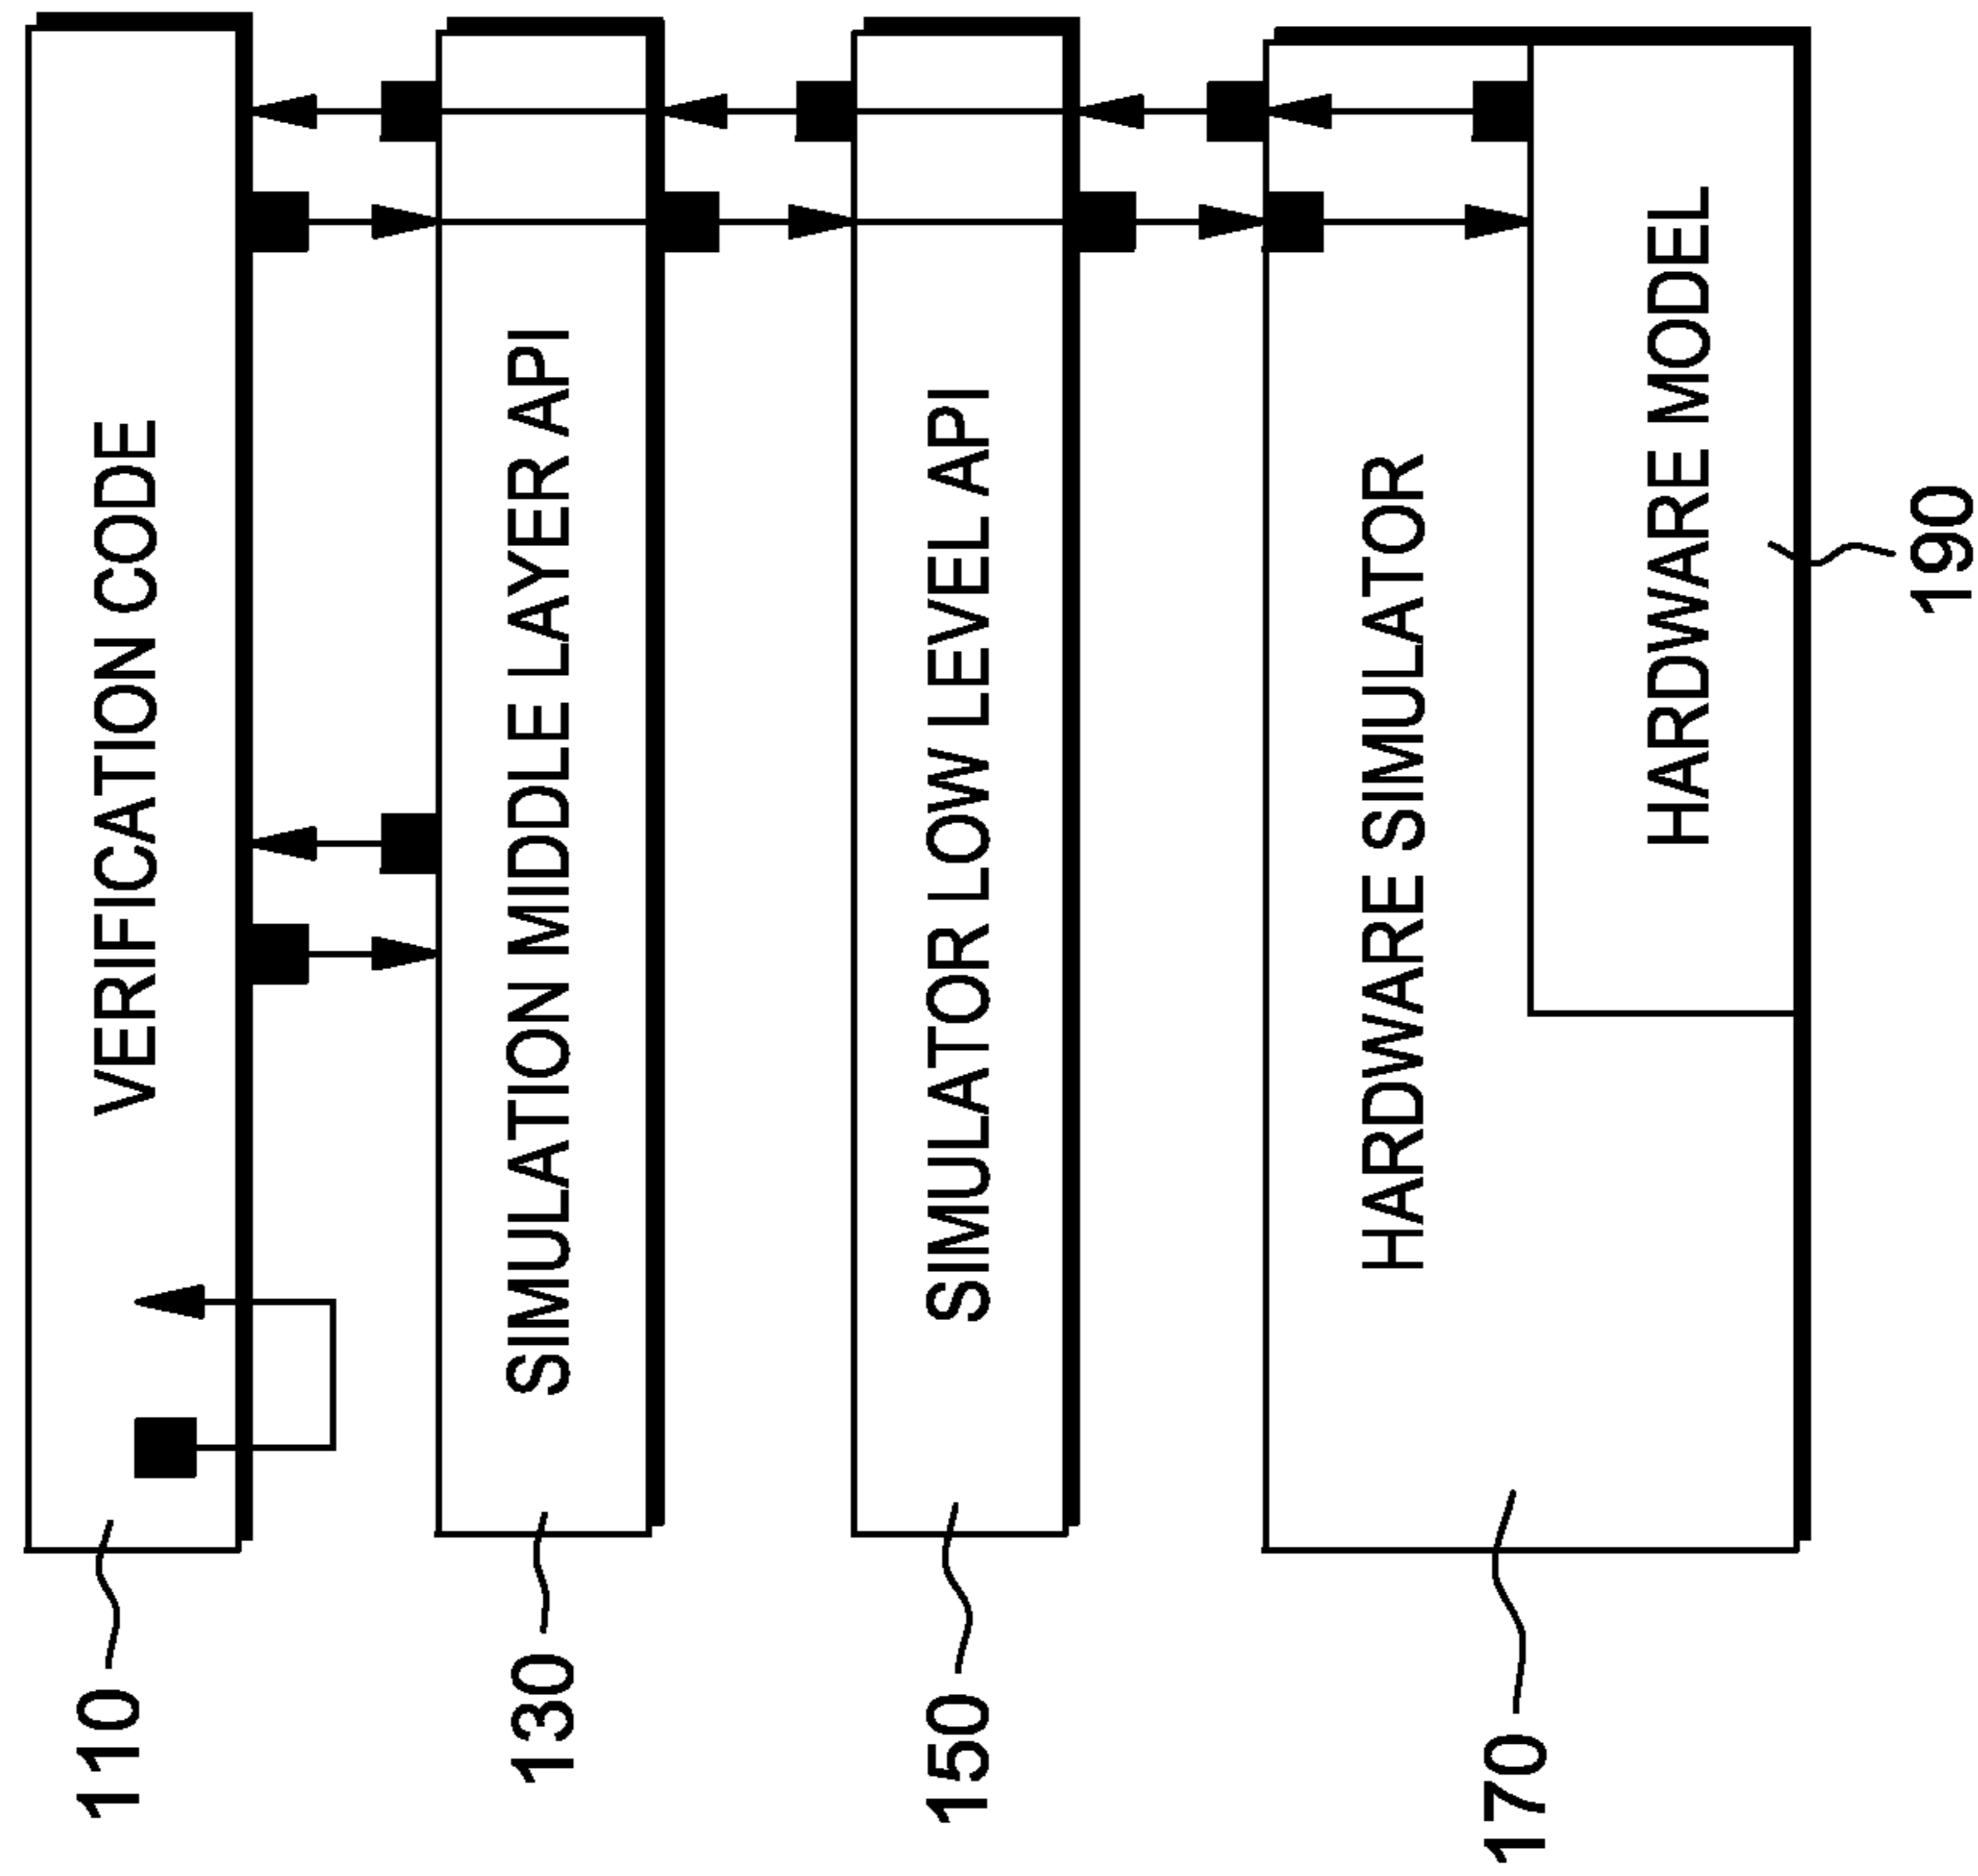 110
VERIFICATION CODE
130
SIMULATION MIDDLE LAYER API
150
SIMULATOR LOW LEVEL API
170
HARDWARE SIMULATOR
HARDWARE MODEL
190